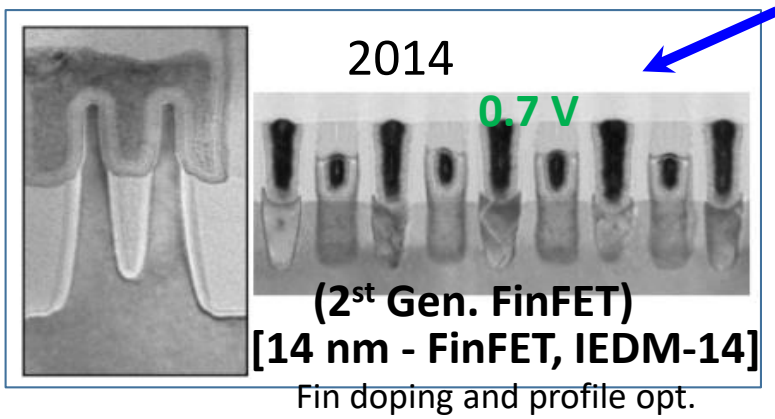 2014
0.7 V
(2st Gen. FinFET)
[14 nm - FinFET, IEDM-14]
Fin doping and profile opt.